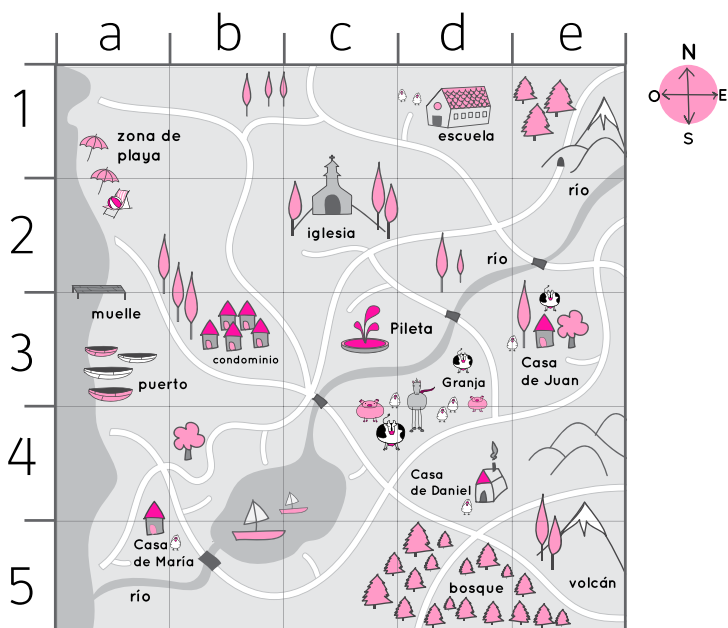 a b c d e
N
O E
S
1
zona de
playa
escuela
río
2
iglesia
río
3
muelle
puerto
condominio
Pileta
Granja
Casa
de Juan
4
Casa
de Daniel
Casa
de María
5
río
bosque
volcán